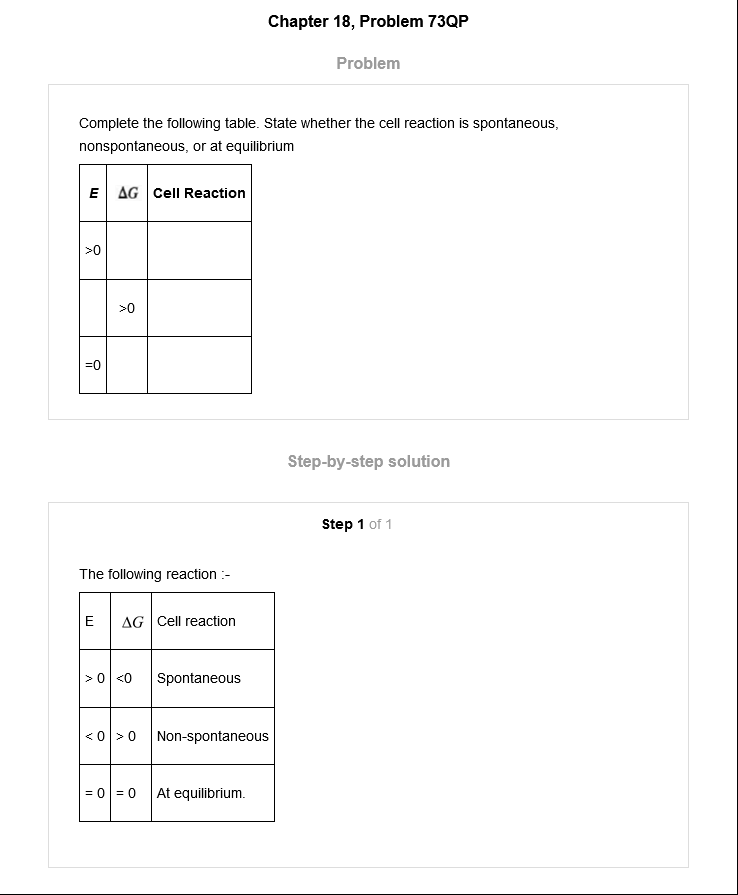 Chapter 18, Problem 73QP
Problem
Complete the following table. State whether the cell reaction is spontaneous,
nonspontaneous, or at equilibrium
E ΔG Cell Reaction
>0
>0
=0
Step-by-step solution
Step 1 of 1
The following reaction :-
E ΔG Cell reaction
> 0 <0 Spontaneous
< 0 > 0 Non-spontaneous
= 0 = 0 At equilibrium.